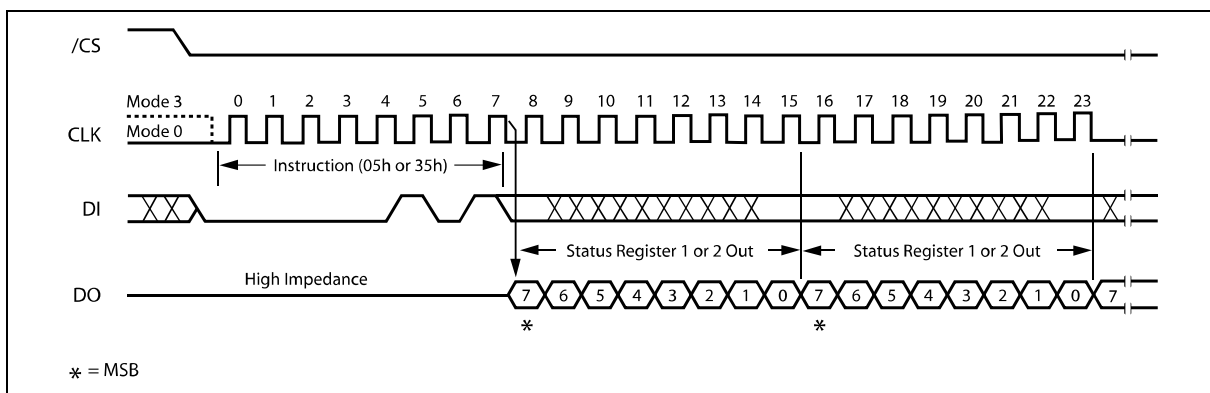 /CS
Mode 3
0 1 2 3 4 5 6 7 8 9 10 11 12 13 14 15 16 17 18 19 20 21 22 23
CLK
Mode 0
Instruction (05h or 35h)
DI
Status Register 1 or 2 Out
Status Register 1 or 2 Out
High Impedance
DO
7 6 5 4 3 2 1 0 7 6 5 4 3 2 1 0 7
* *
* = MSB